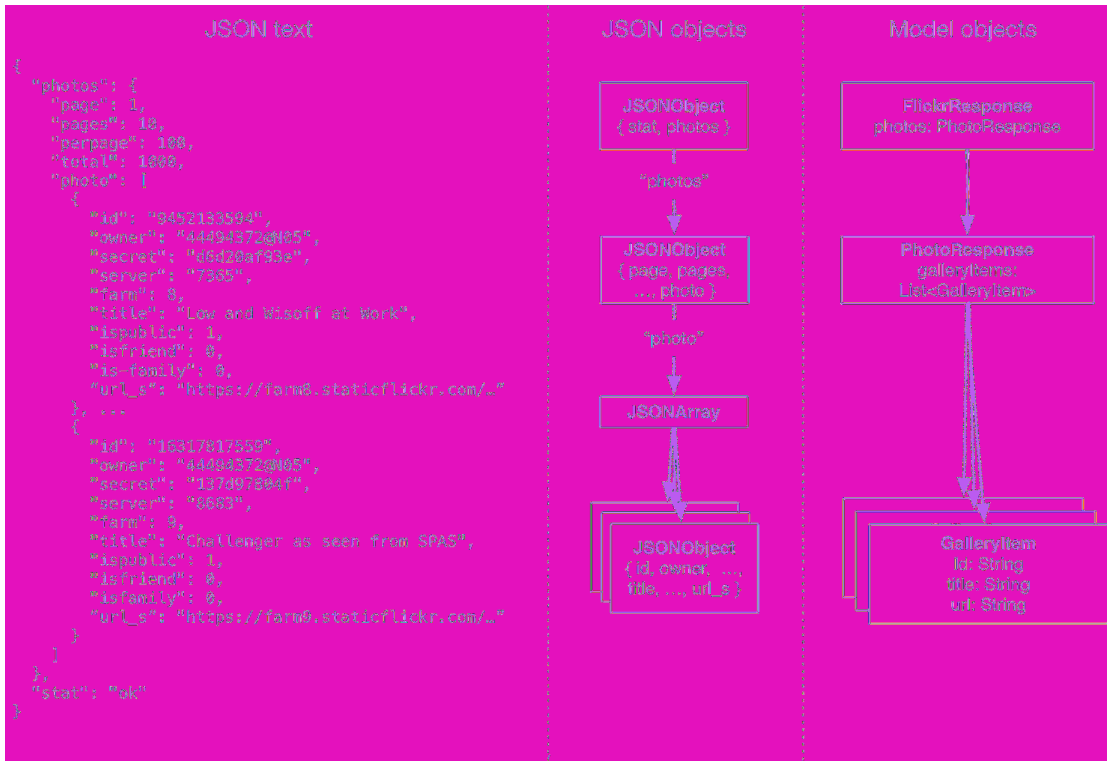 JSON text
{
"photos": {
"page": 1,
"pages": 10,
"perpage": 100,
"total": 1000,
"photo": [
{
"id": "9452133594",
"owner": "44494372@N05",
"secret": "d6d20af93e",
"server": "7365",
"farm": 8,
"title": "Low and Wisoff at Work",
"ispublic": 1,
"isfriend": 0,
"is-family": 0,
"url_s": "https://farm8.staticflickr.com/…"
}, ...
{
"id": "16317817559",
"owner": "44494372@N05",
"secret": "137d97804f",
"server": "8683",
"farm": 9,
"title": "Challenger as seen from SPAS",
"ispublic": 1,
"isfriend": 0,
"isfamily": 0,
"url_s": "https://farm9.staticflickr.com/…"
}
]
},
"stat": "ok"
}
JSON objects
JSONObject
{ stat, photos }
"photos"
JSONObject
{ page, pages,
…, photo }
"photo"
JSONArray
JSONObject
{ id, owner, …,
title, …, url_s }
Model objects
FlickrResponse
photos: PhotoResponse
PhotoResponse
galleryItems:
List<GalleryItem>
GalleryItem
id: String
title: String
url: String